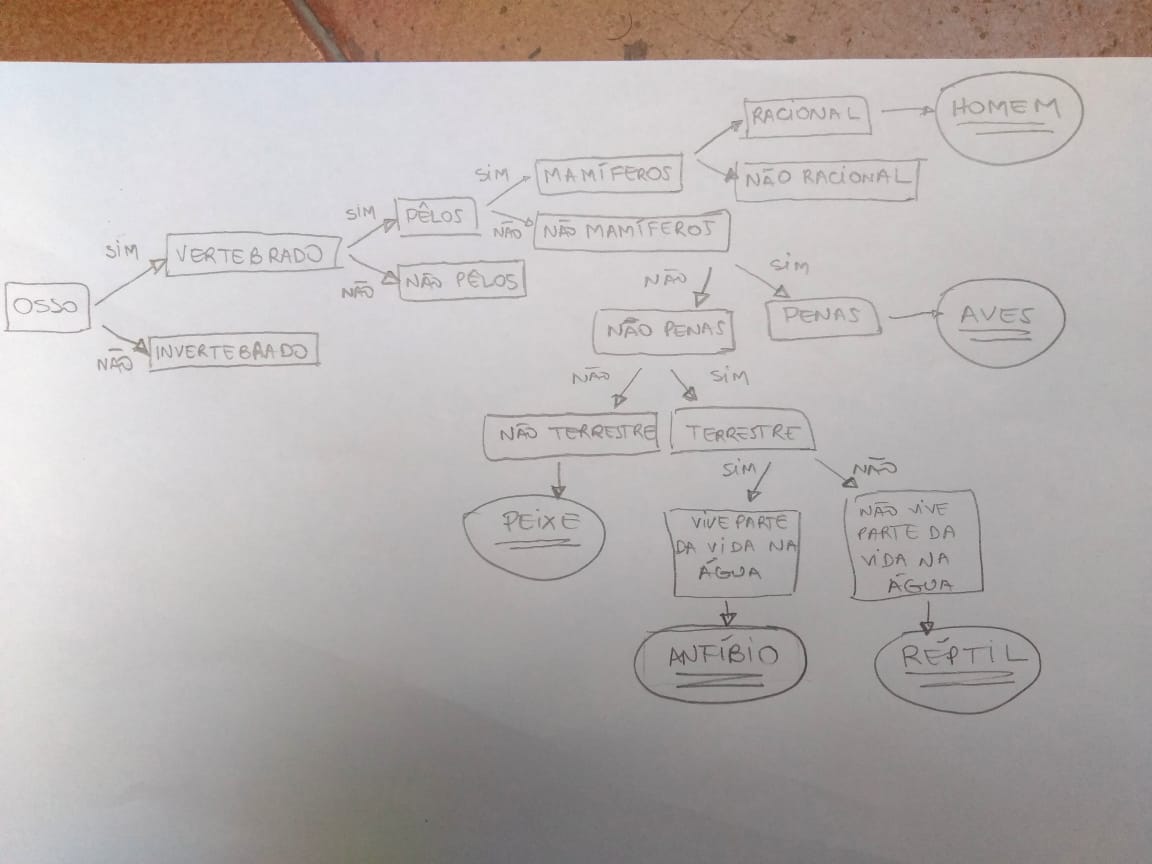 RACIONAL
HOMEM
SIM
MAMÍFEROS
NÃO RACIONAL
SIM
PÊLOS
NÃO
NÃO MAMÍFEROS
SIM
VERTEBRADO
NÃO
NÃO PÊLOS
OSSO
NÃO
INVERTEBRADO
NÃO
SIM
NÃO PENAS
PENAS
AVES
NÃO
SIM
NÃO TERRESTRE
TERRESTRE
SIM
NÃO
PEIXE
VIVE PARTE
DA VIDA NA
ÁGUA
NÃO VIVE
PARTE DA
VIDA NA
ÁGUA
ANFÍBIO
RÉPTIL